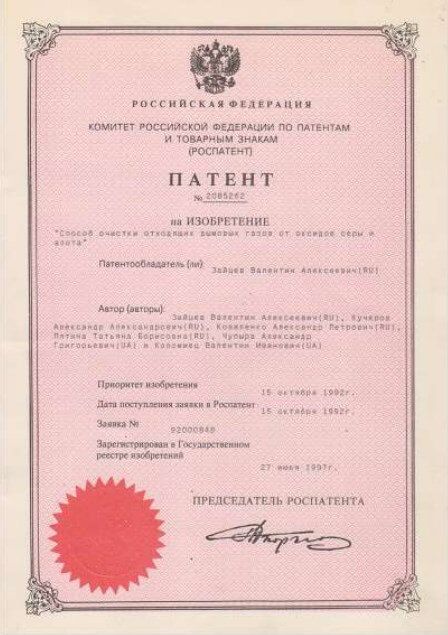 РОССИЙСКАЯ ФЕДЕРАЦИЯ
КОМИТЕТ РОССИЙСКОЙ ФЕДЕРАЦИИ ПО ПАТЕНТАМ
И ТОВАРНЫМ ЗНАКАМ
(РОСПАТЕНТ)
ПАТЕНТ
№ 2085262
на ИЗОБРЕТЕНИЕ
"Способ очистки отходящих дымовых газов от оксидов серы и
азота"
Патентообладатель (ли):
Зайцев Валентин Алексеевич(RU)
Автор (авторы):
Зайцев Валентин Алексеевич(RU), Кучеров
Александр Александрович(RU), Коваленко Александр Петрович(RU),
Татьяна Борисовна(RU), Чупыра Александр
Григорьевич(UA) и Коломиец Валентин Иванович(UA)
Приоритет изобретения 15 октября 1992г.
Дата поступления заявки в Роспатент 15 октября 1992г.
Заявка № 92000848
Зарегистрирован в Государственном
реестре изобретений
27 июля 1997г.
ПРЕДСЕДАТЕЛЬ РОСПАТЕНТА